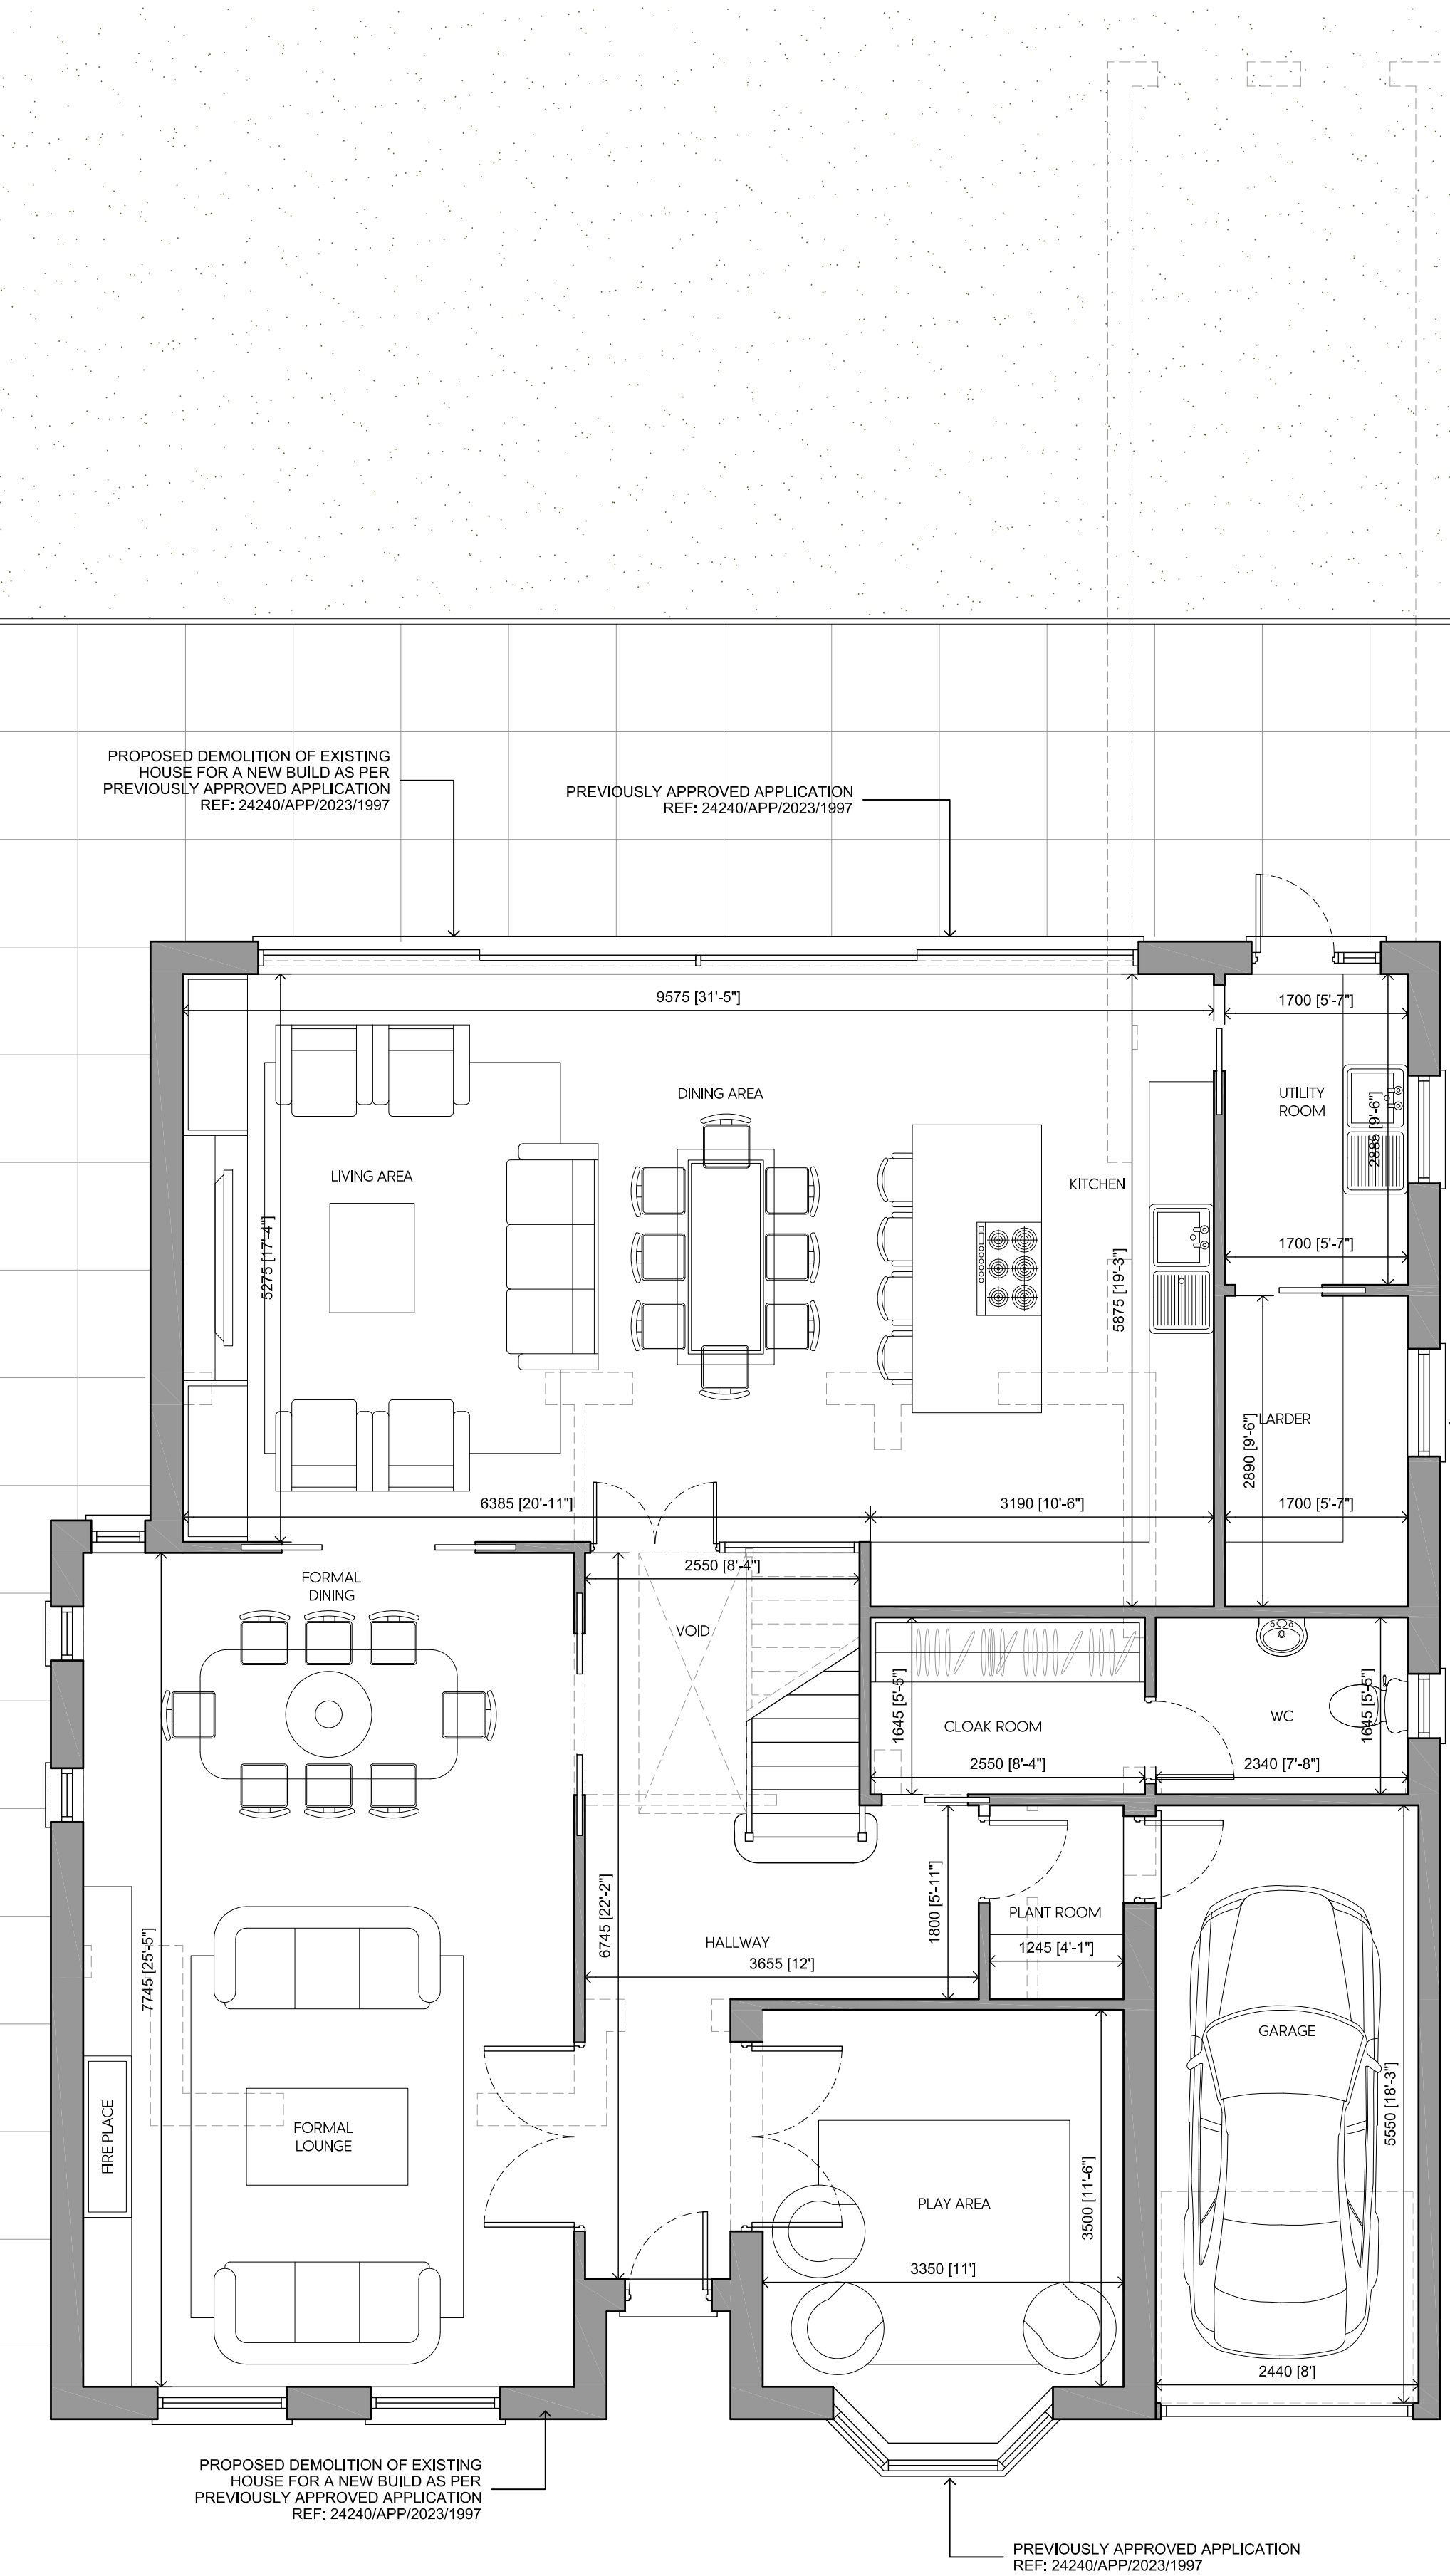 PROPOSED DEMOLITION OF EXISTING
HOUSE FOR A NEW BUILD AS PER
PREVIOUSLY APPROVED APPLICATION
REF: 24240/APP/2023/1997
PREVIOUSLY APPROVED APPLICATION
REF: 24240/APP/2023/1997
9575 [31'-5"]
1700 [5'-7"]
DINING AREA
UTILITY
ROOM
2885 [9'-6"]
LIVING AREA
KITCHEN
5275 [17'-4"]
5875 [19'-3"]
1700 [5'-7"]
LARDER
2890 [9'-6"]
6385 [20'-11"]
3190 [10'-6"]
1700 [5'-7"]
2550 [8'-4"]
FORMAL
DINING
VOID
1645 [5'-5"]
CLOAK ROOM
WC
1645 [5'-5"]
2550 [8'-4"]
2340 [7'-8"]
6745 [22'-2"]
1800 [5'-11"]
PLANT ROOM
HALLWAY
1245 [4'-1"]
3655 [12']
7745 [25'-5"]
GARAGE
5550 [18'-3"]
FIRE PLACE
FORMAL
LOUNGE
PLAY AREA
3500 [11'-6"]
3350 [11']
2440 [8']
PROPOSED DEMOLITION OF EXISTING
HOUSE FOR A NEW BUILD AS PER
PREVIOUSLY APPROVED APPLICATION
REF: 24240/APP/2023/1997
PREVIOUSLY APPROVED APPLICATION
REF: 24240/APP/2023/1997